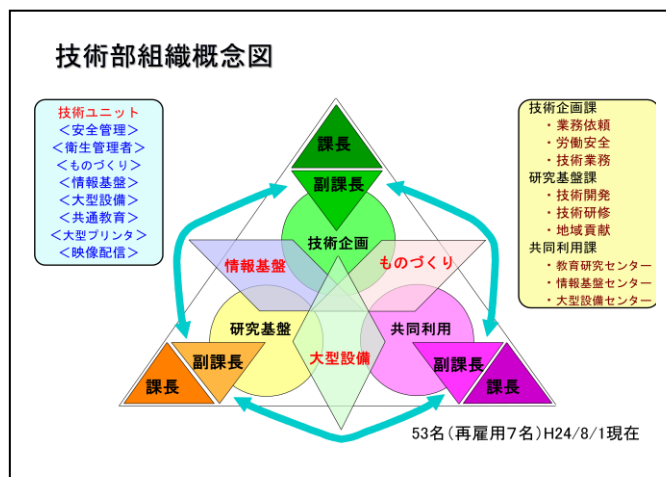 技術部組織概念図
技術ユニット
＜安全管理＞
＜衛生管理者＞
＜ものづくり＞
＜情報基盤＞
＜大型設備＞
＜共通教育＞
＜大型プリンタ＞
＜映像配信＞
技術企画課
・業務依頼
・労働安全
・技術業務
研究基盤課
・技術開発
・技術研修
・地域貢献
共同利用課
・教育研究センター
・情報基盤センター
・大型設備センター
課長
副課長
技術企画
情報基盤
ものづくり
研究基盤
共同利用
大型設備
副課長
課長
副課長
課長
53名（再雇用７名）H24/8/1現在